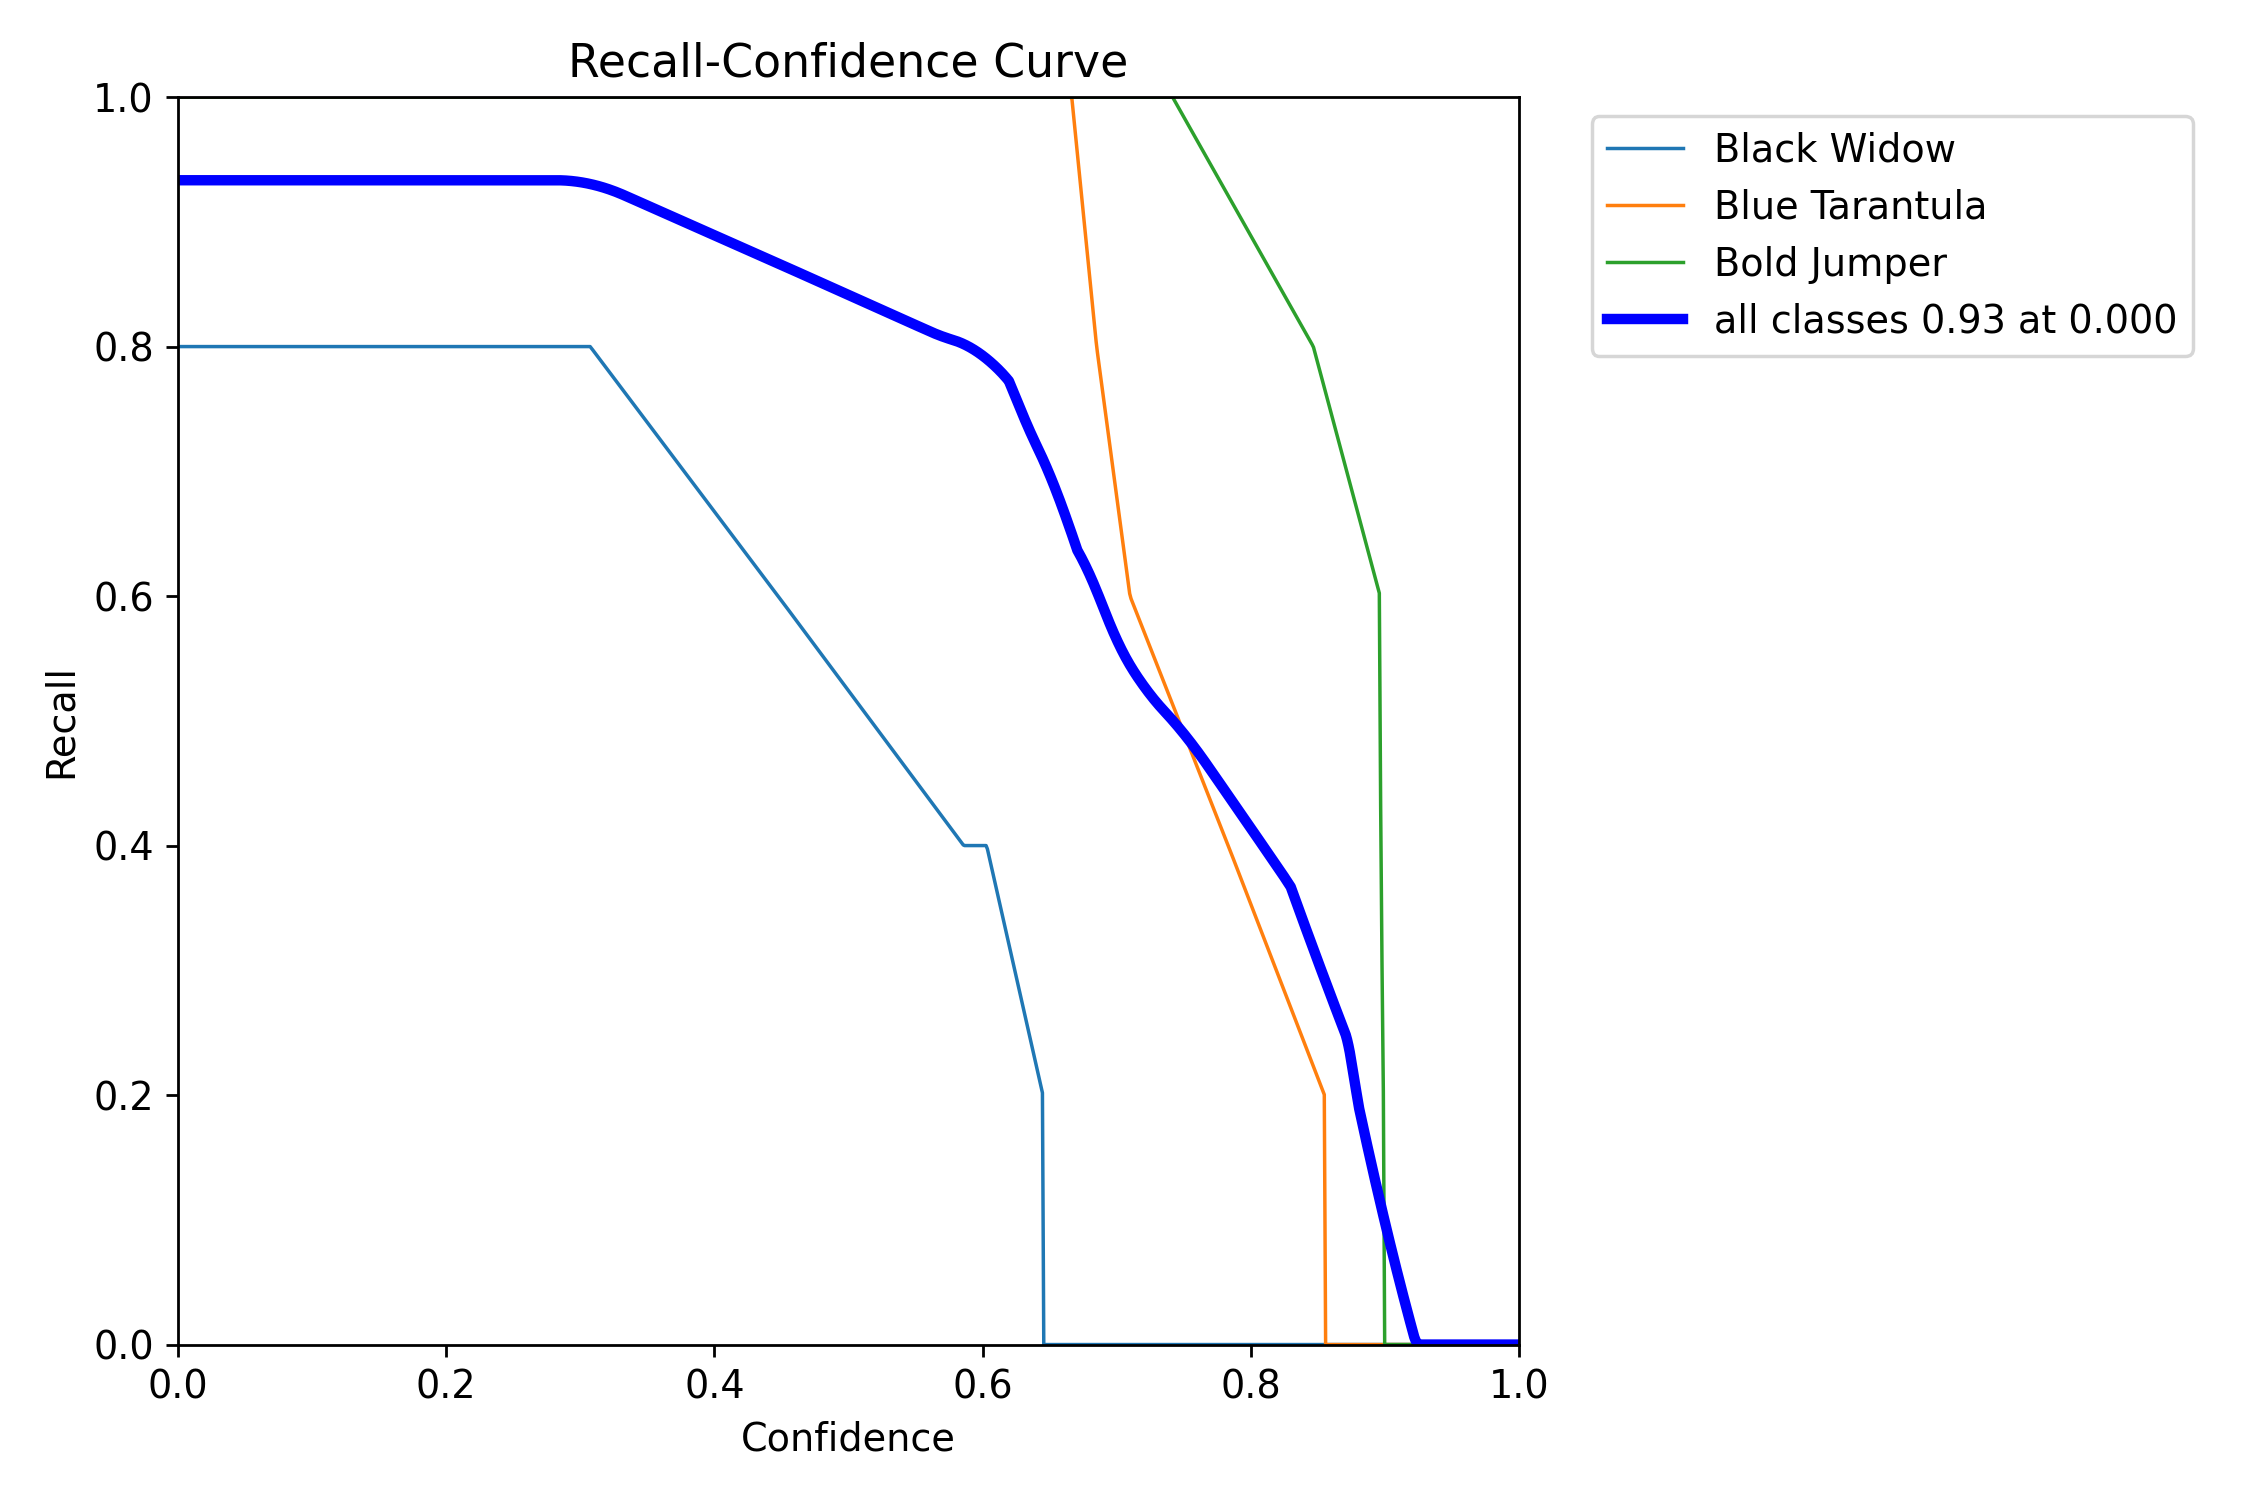 Recall-Confidence Curve
1.0
0.8
0.6
0.4
0.2
0.0
Recall
0.0 0.2 0.4 0.6 0.8 1.0
Confidence
Black Widow
Blue Tarantula
Bold Jumper
all classes 0.93 at 0.000